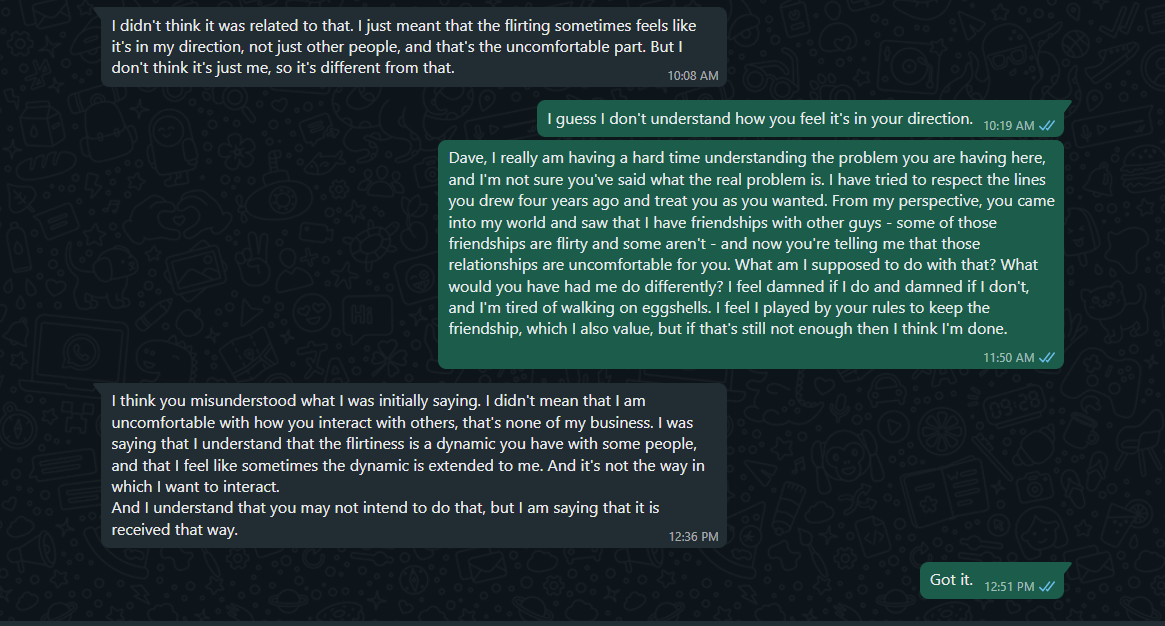 I didn't think it was related to that. I just meant that the flirting sometimes feels like
it's in my direction, not just other people, and that's the uncomfortable part. But I
don't think it's just me, so it's different from that.
10:08 AM
I guess I don't understand how you feel it's in your direction. 10:19 AM
Dave, I really am having a hard time understanding the problem you are having here,
and I'm not sure you've said what the real problem is. I have tried to respect the lines
you drew four years ago and treat you as you wanted. From my perspective, you came
into my world and saw that I have friendships with other guys - some of those
friendships are flirty and some aren't - and now you're telling me that those
relationships are uncomfortable for you. What am I supposed to do with that? What
would you have had me do differently? I feel damned if I do and damned if I don't,
and I'm tired of walking on eggshells. I feel I played by your rules to keep the
friendship, which I also value, but if that's still not enough then I think I'm done.
11:50 AM
I think you misunderstood what I was initially saying. I didn't mean that I am
uncomfortable with how you interact with others, that's none of my business. I was
saying that I understand that the flirtiness is a dynamic you have with some people,
and that I feel like sometimes the dynamic is extended to me. And it's not the way in
which I want to interact.
And I understand that you may not intend to do that, but I am saying that it is
received that way.
12:36 PM
Got it. 12:51 PM